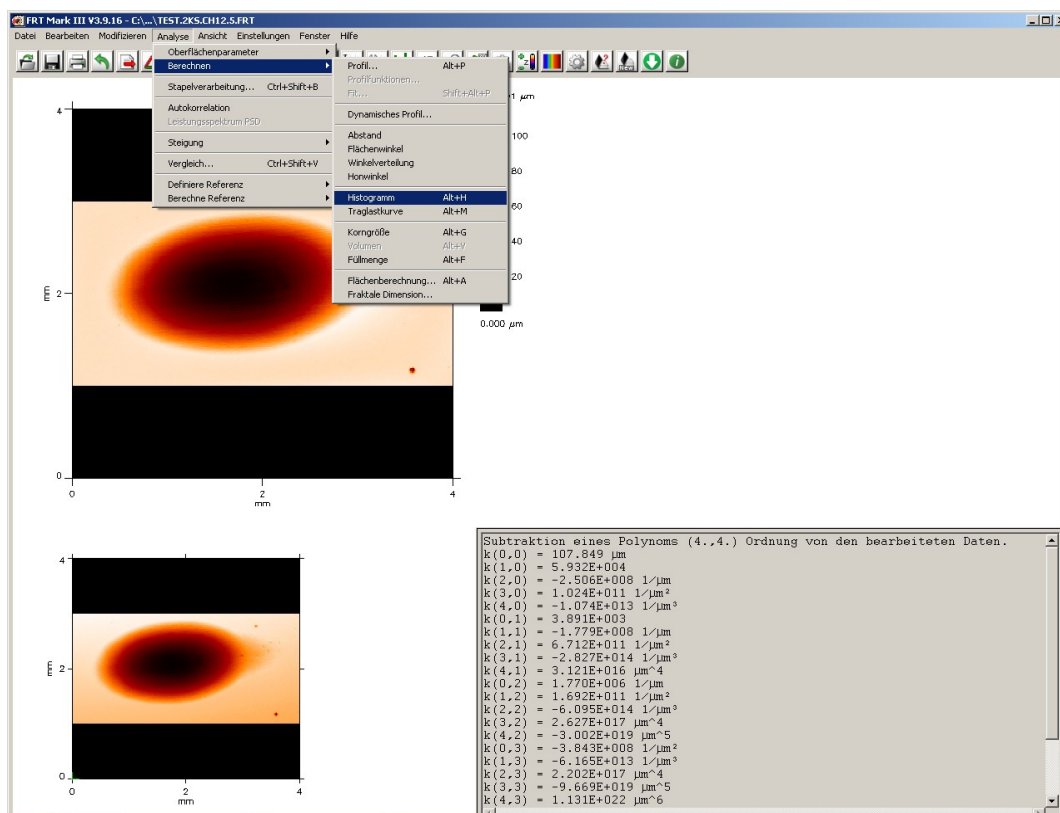 FRT Mark III V3.9.16 - C:\...\TEST.2KS.CH12.5.FRT
Datei Bearbeiten Modifizieren Analyse Ansicht Einstellungen Fenster Hilfe
Oberflächenparameter
Berechnen
Stapelverarbeitung... Ctrl+Shift+B
Autokorrelation
Leistungsspektrum PSD
Steigung
Vergleich... Ctrl+Shift+V
Definiere Referenz
Berechne Referenz
Profil... Alt+P
Profilfunktionen...
Fit... Shift+Alt+P
Dynamisches Profil...
Abstand
Flächenwinkel
Winkelverteilung
Honwinkel
Histogramm Alt+H
Traglastkurve Alt+M
Korngröße Alt+G
Volumen Alt+V
Füllmenge Alt+F
Flächenberechnung... Alt+A
Fraktale Dimension...
µm
100
80
60
40
20
0.000 µm
4
mm 2
0
0 2 4
mm
4
mm 2
0
0 2 4
mm
Subtraktion eines Polynoms (4.,4.) Ordnung von den bearbeiteten Daten.
k(0,0) = 107.849 µm
k(1,0) = 5.932E+004
k(2,0) = -2.506E+008 1/µm
k(3,0) = 1.024E+011 1/µm²
k(4,0) = -1.074E+013 1/µm³
k(0,1) = 3.891E+003
k(1,1) = -1.779E+008 1/µm
k(2,1) = 6.712E+011 1/µm²
k(3,1) = -2.827E+014 1/µm³
k(4,1) = 3.121E+016 µm^4
k(0,2) = 1.770E+006 1/µm
k(1,2) = 1.692E+011 1/µm²
k(2,2) = -6.095E+014 1/µm³
k(3,2) = 2.627E+017 µm^4
k(4,2) = -3.002E+019 µm^5
k(0,3) = -3.843E+008 1/µm²
k(1,3) = -6.165E+013 1/µm³
k(2,3) = 2.202E+017 µm^4
k(3,3) = -9.669E+019 µm^5
k(4,3) = 1.131E+022 µm^6